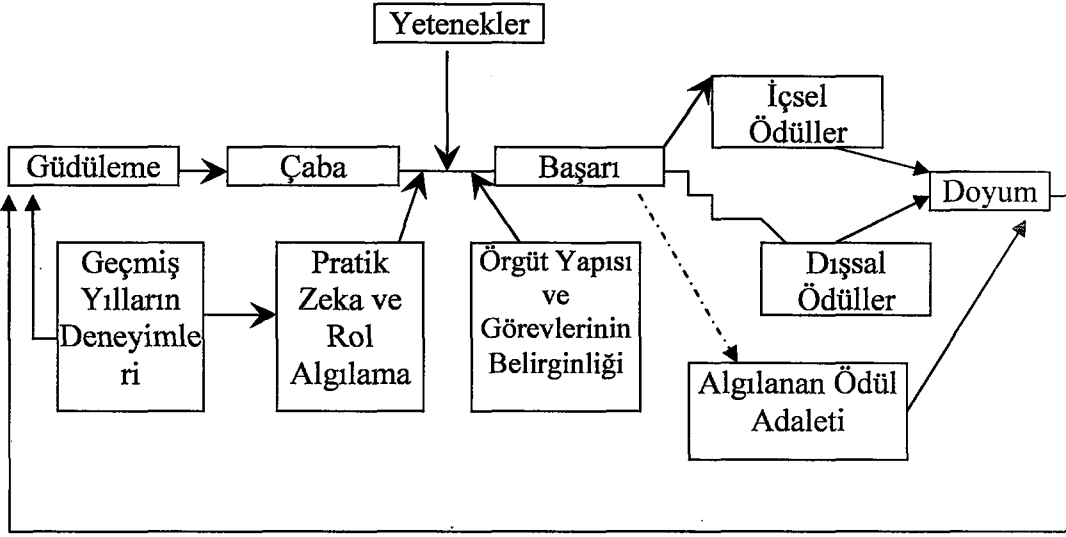 Yetenekler
İçsel
Ödüller
Güdüleme
Çaba
Başarı
Doyum
Geçmiş
Yılların
Deneyimle
ri
Pratik
Zeka ve
Rol
Algılama
Örgüt Yapısı
ve
Görevlerinin
Belirginliği
Dışsal
Ödüller
Algılanan Ödül
Adaleti